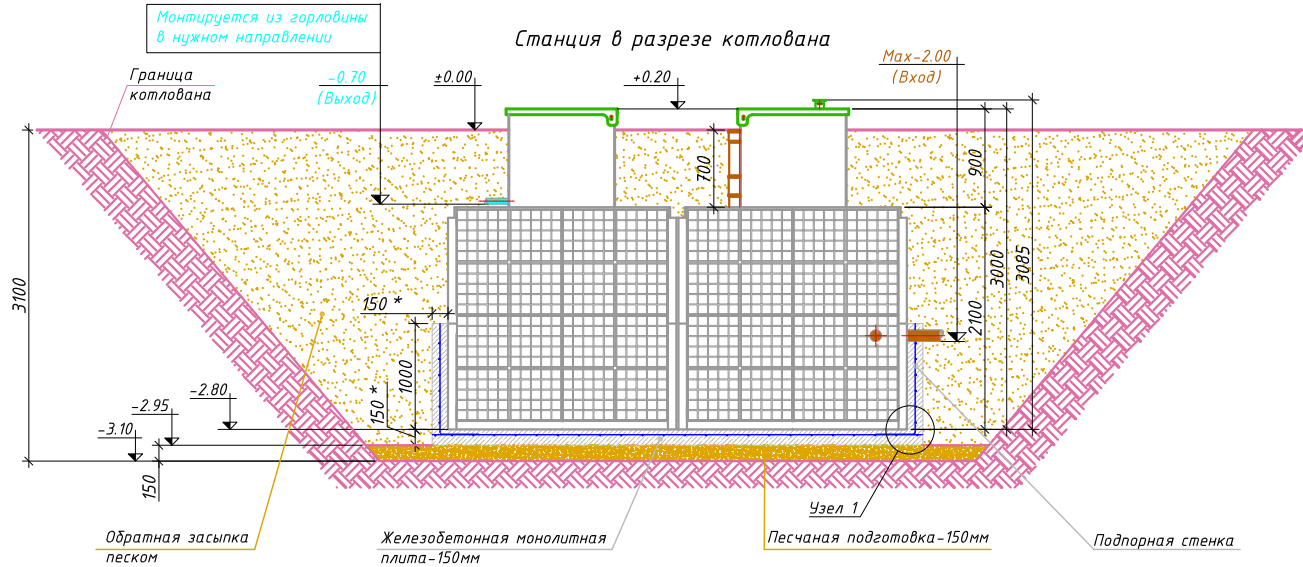 Монтируется из горловины
в нужном направлении
Станция в разрезе котлована
Граница
котлована
-0.70
(Выход)
±0.00
+0.20
Max-2.00
(Вход)
700
900
3000
3085
2100
3100
150 *
1000
150 *
-2.80
-2.95
-3.10
150
Узел 1
Обратная засыпка
песком
Железобетонная монолитная
плита-150мм
Песчаная подготовка-150мм
Подпорная стенка